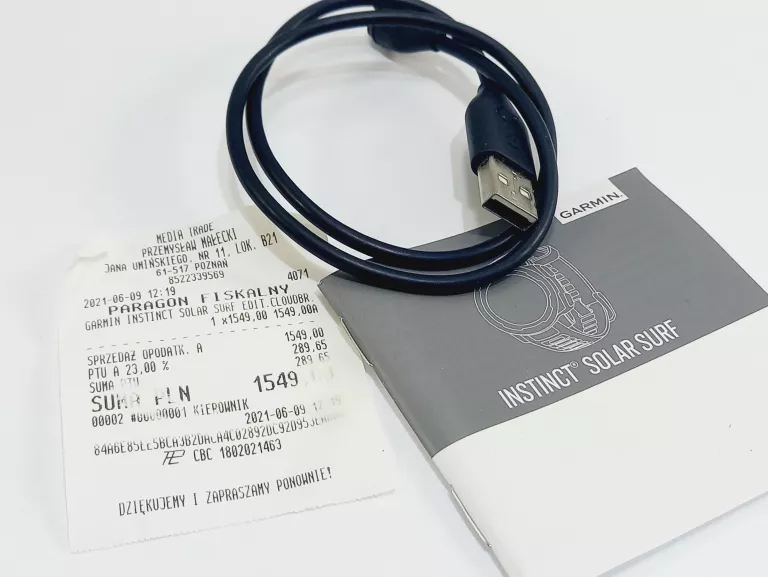 MEDIA TRADE
PRZEMYSŁAW MAŁECKI
JANA UMIŃSKIEGO. NR 11, LOK. B21
61-517 POZNAŃ
8522339569
2021-06-09 12:19 4071
PARAGON FISKALNY
GARMIN INSTINCT SOLAR SURF EDIT.CLOUDBR.
1 x1549,00 1549,00A
SPRZEDAŻ OPODATK. A 1549,00
PTU A 23,00 % 289,65
SUMA PTU 289,65
SUMA PLN 1549
00002 #00000001 KIEROWNIK 2021-06-09 12:19
CBC 1802021463
DZIĘKUJEMY I ZAPRASZAMY PONOWNIE!
GARMIN.
INSTINCT® SOLAR SURF